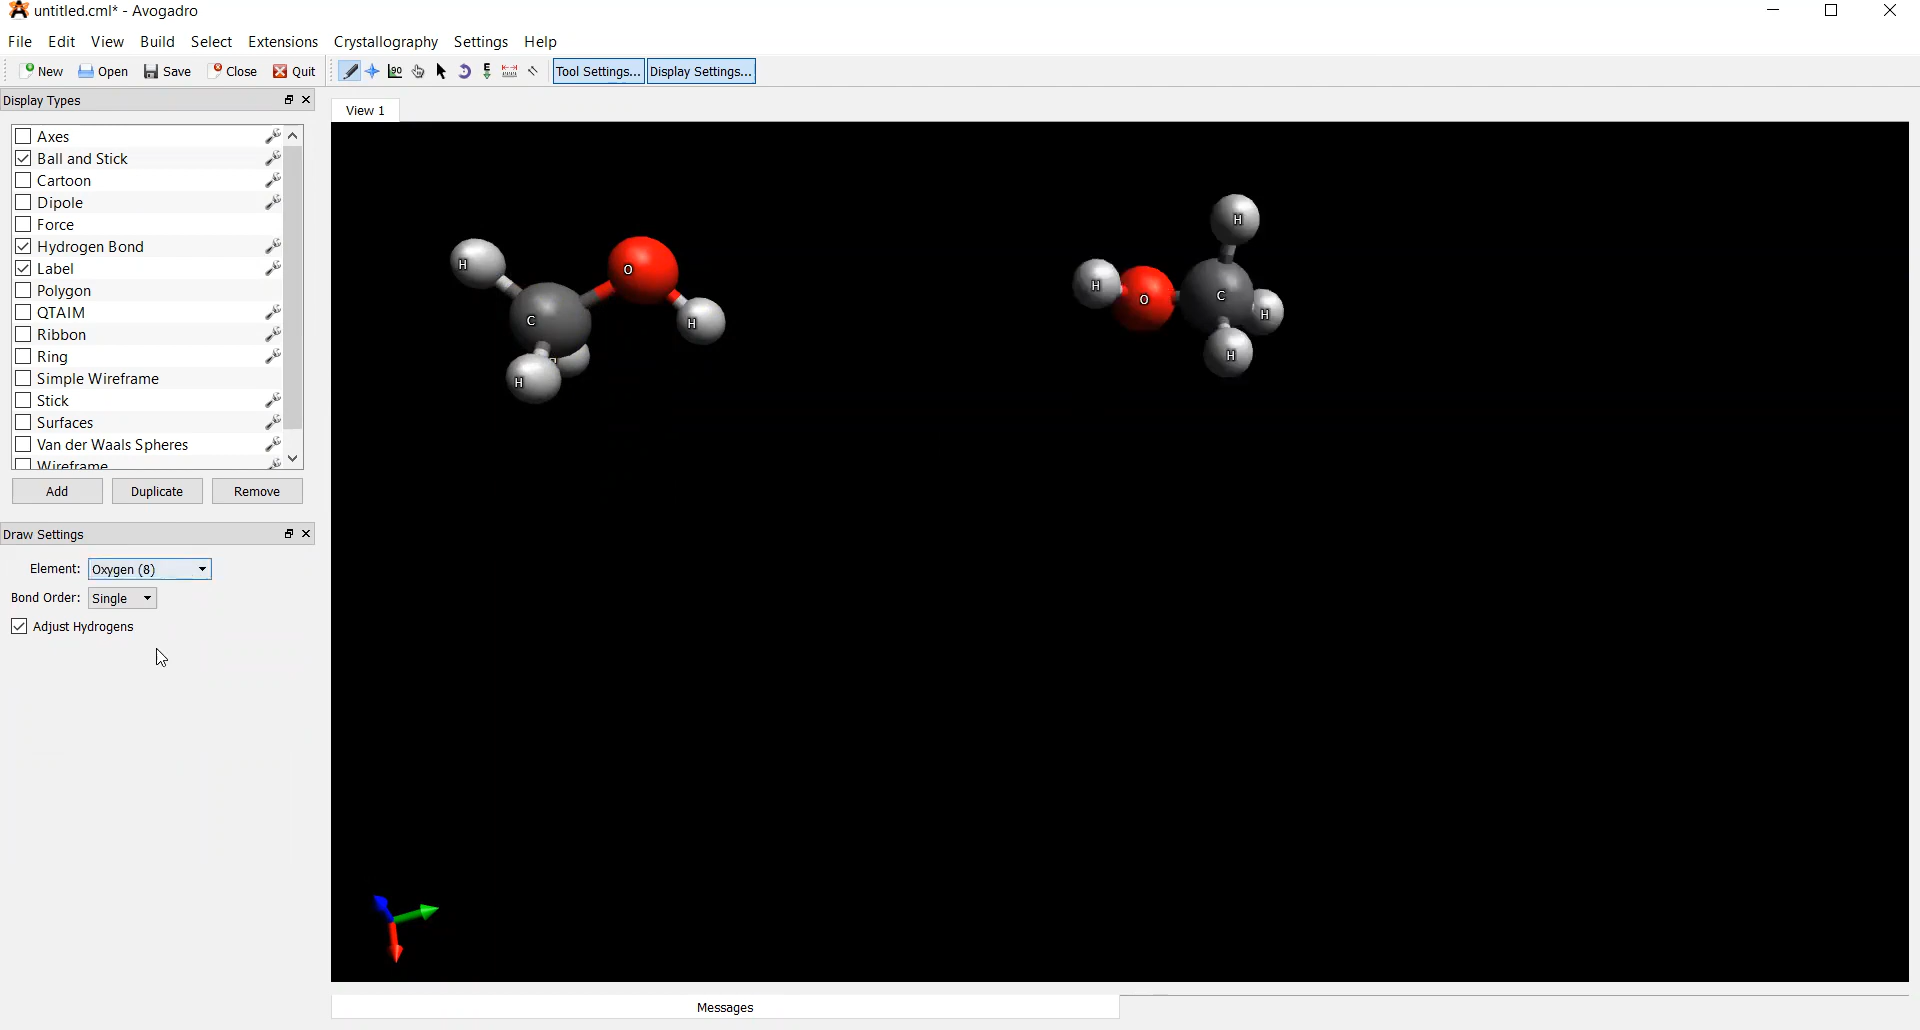 untitled.cml* - Avogadro
File Edit View Build Select Extensions Crystallography Settings Help
New Open Save Close Quit Tool Settings... Display Settings...
Display Types
View 1
Axes
Ball and Stick
Cartoon
Dipole
Force
Hydrogen Bond
Label
Polygon
QTAIM
Ribbon
Ring
Simple Wireframe
Stick
Surfaces
Van der Waals Spheres
Wireframe
Add Duplicate Remove
Draw Settings
Element: Oxygen (8)
Bond Order: Single
Adjust Hydrogens
H
H
O
H
O
C
H
C
H
H
H
H
Messages